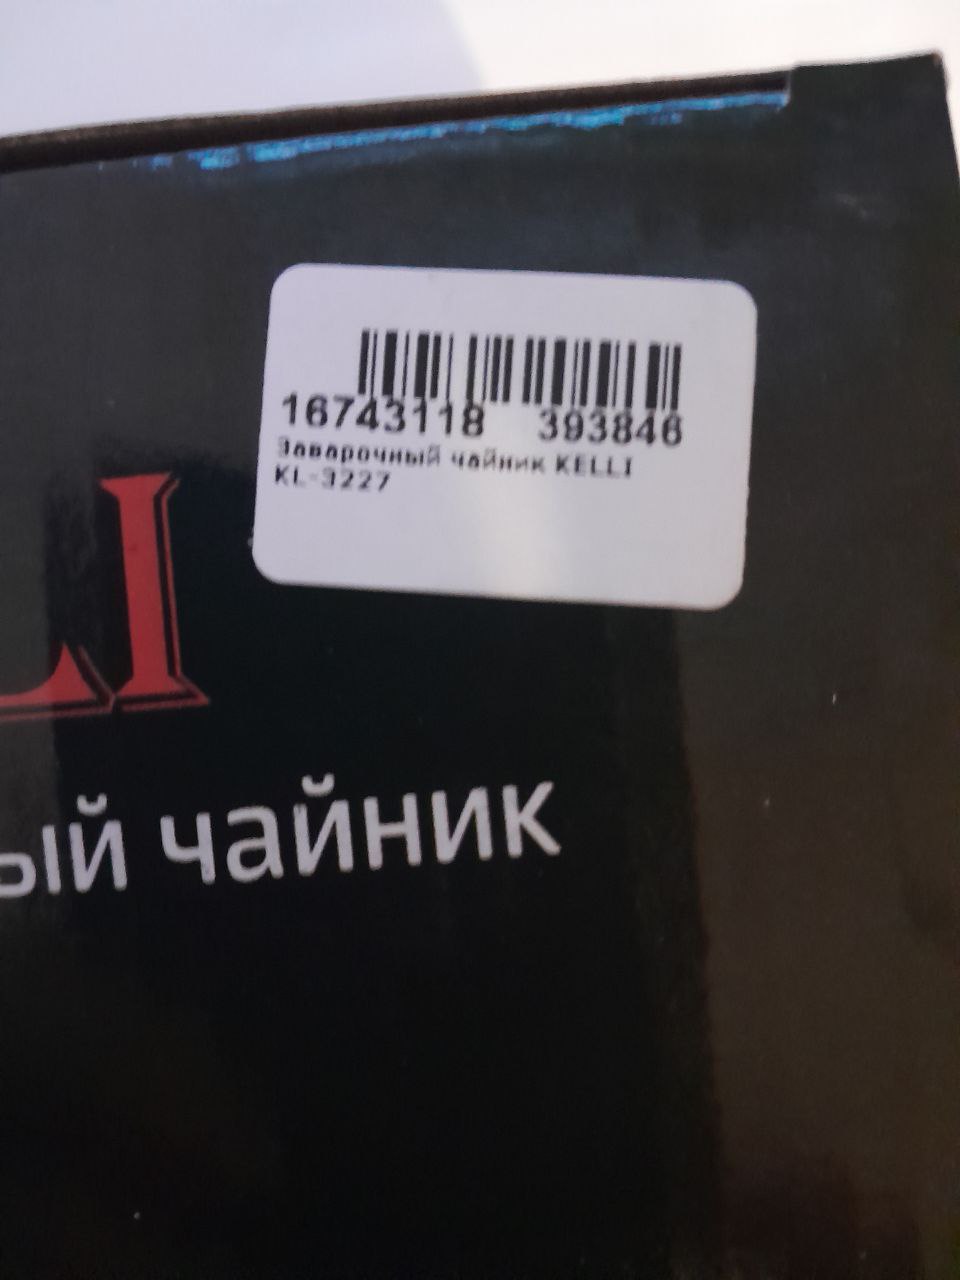 16743118 393846
Заварочный чайник KELLI
KL-3227
LI
ый чайник